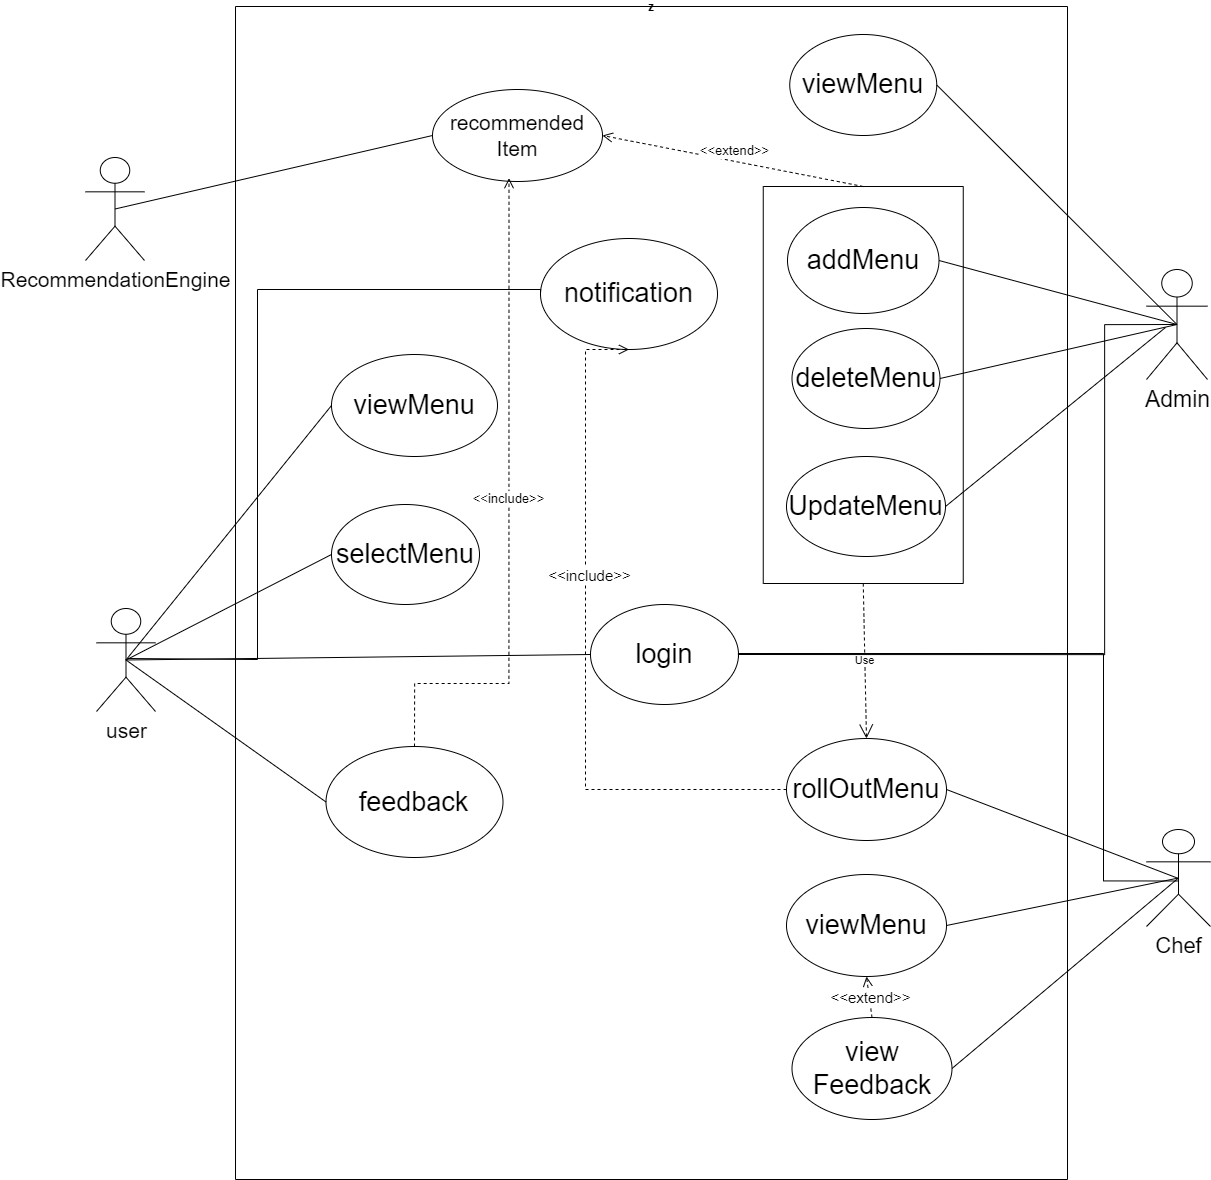 z
viewMenu
recommended
Item
<<extend>>
addMenu
RecommendationEngine
notification
deleteMenu
Admin
viewMenu
<<include>>
UpdateMenu
selectMenu
<<include>>
login
Use
user
rollOutMenu
feedback
viewMenu
Chef
<<extend>>
view
Feedback